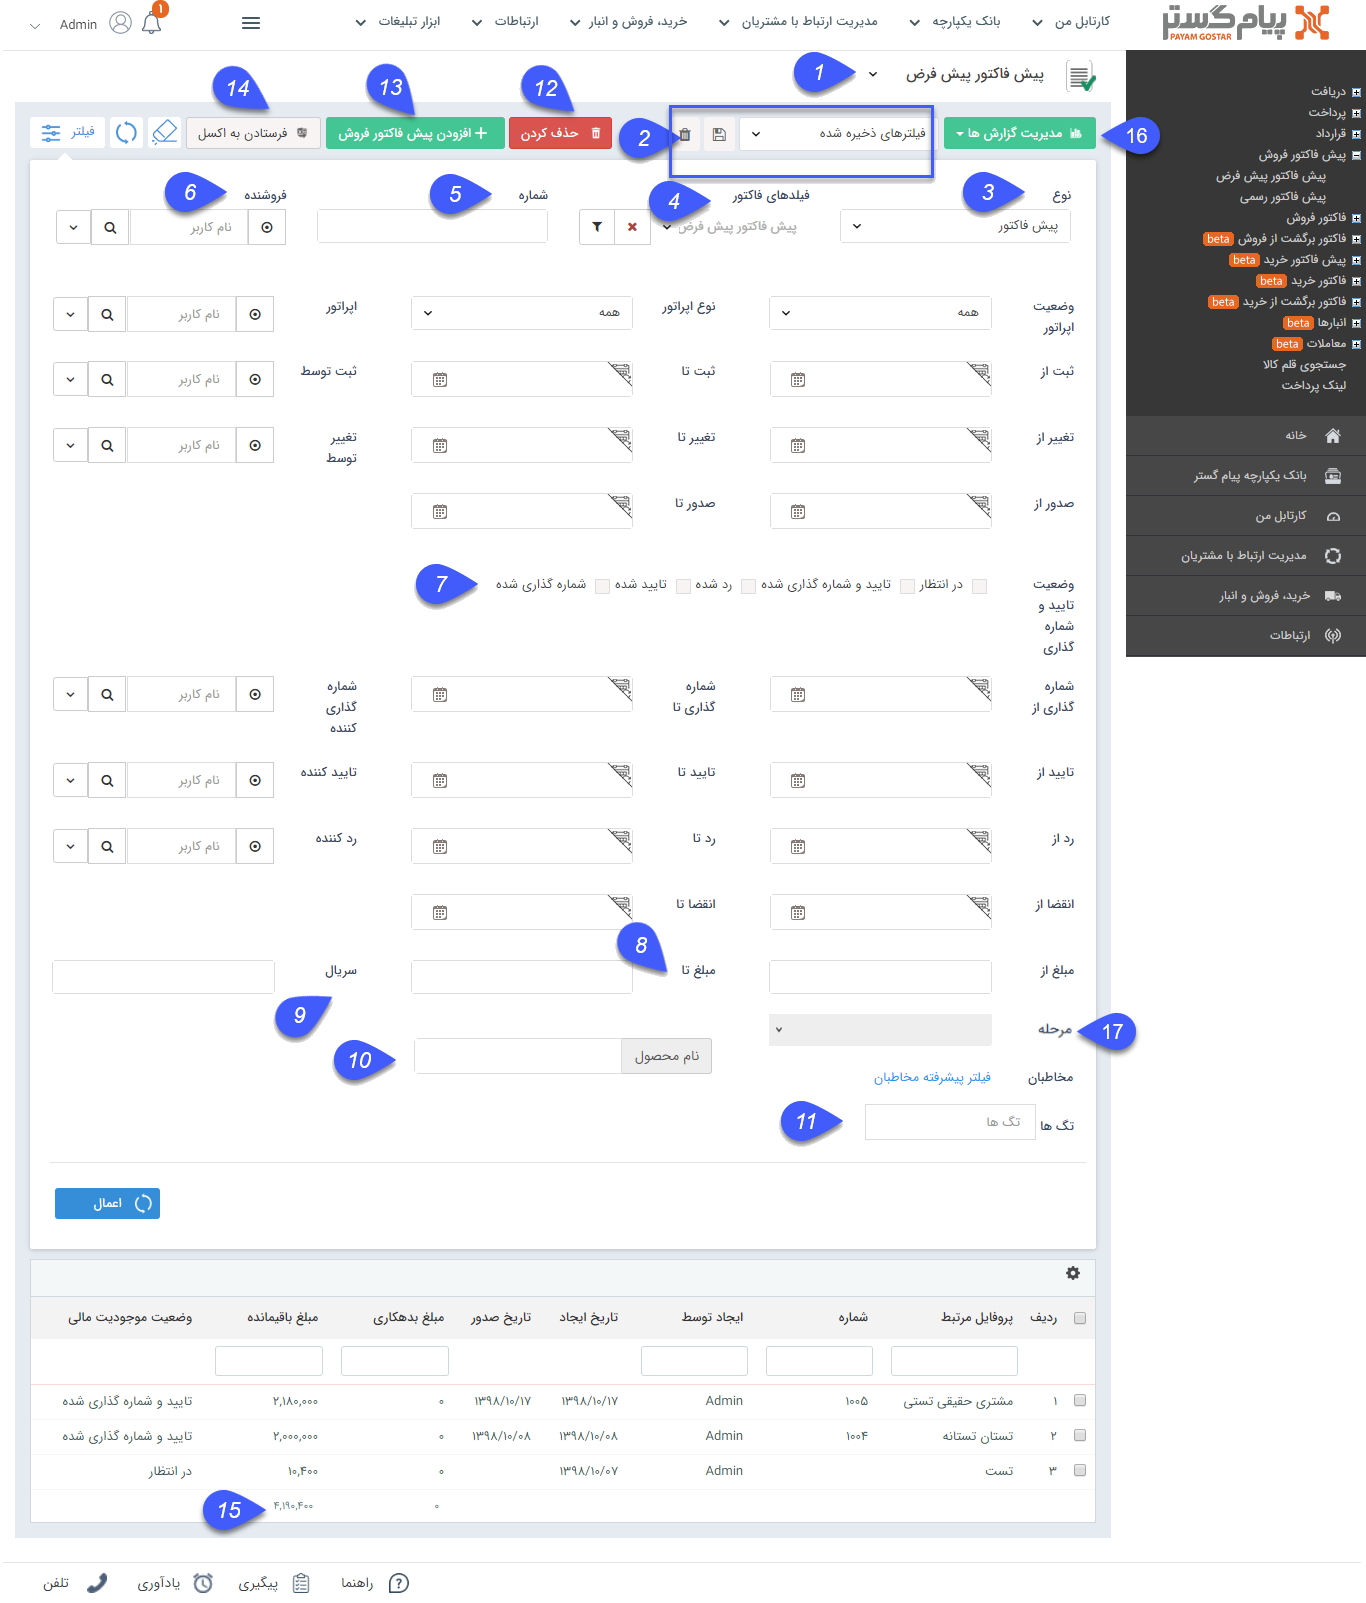 پیام گستر
PAYAM GOSTAR
کارتابل من
بانک یکپارچه
مدیریت ارتباط با مشتریان
خرید، فروش و انبار
ارتباطات
ابزار تبلیغات
۱
Admin
دریافت
پرداخت
قرارداد
پیش فاکتور فروش
پیش فاکتور پیش فرض
پیش فاکتور رسمی
فاکتور فروش
فاکتور برگشت از فروش beta
پیش فاکتور خرید beta
فاکتور خرید beta
فاکتور برگشت از خرید beta
انبارها beta
معاملات beta
جستجوی قلم کالا
لینک پرداخت
خانه
بانک یکپارچه پیام گستر
کارتابل من
مدیریت ارتباط با مشتریان
خرید، فروش و انبار
ارتباطات
پیش فاکتور پیش فرض
1
16
مدیریت گزارش ها
فیلترهای ذخیره شده
2
12
حذف کردن
13
افزودن پیش فاکتور فروش
14
فرستادن به اکسل
فیلتر
نوع
3
پیش فاکتور
فیلدهای فاکتور
4
پیش فاکتور پیش فرض
شماره
5
فروشنده
6
نام کاربر
وضعیت اپراتور
همه
نوع اپراتور
همه
اپراتور
نام کاربر
ثبت از
ثبت تا
ثبت توسط
نام کاربر
تغییر از
تغییر تا
تغییر توسط
نام کاربر
صدور از
صدور تا
وضعیت تایید و شماره گذاری
در انتظار
تایید و شماره گذاری شده
رد شده
تایید شده
شماره گذاری شده
7
شماره گذاری از
شماره گذاری تا
شماره گذاری کننده
نام کاربر
تایید از
تایید تا
تایید کننده
نام کاربر
رد از
رد تا
رد کننده
نام کاربر
انقضا از
انقضا تا
8
مبلغ از
مبلغ تا
سریال
9
مرحله
17
نام محصول
10
مخاطبان
فیلتر پیشرفته مخاطبان
تگ ها
تگ ها
11
اعمال
ردیف
پروفایل مرتبط
شماره
ایجاد توسط
تاریخ ایجاد
تاریخ صدور
مبلغ بدهکاری
مبلغ باقیمانده
وضعیت موجودیت مالی
۱ مشتری حقیقی تستی ۱۰۰۵ Admin ۱۳۹۸/۱۰/۱۷ ۱۳۹۸/۱۰/۱۷ ۰ ۲,۱۸۰,۰۰۰ تایید و شماره گذاری شده
۲ تستان تستانه ۱۰۰۴ Admin ۱۳۹۸/۱۰/۰۸ ۱۳۹۸/۱۰/۰۸ ۰ ۲,۰۰۰,۰۰۰ تایید و شماره گذاری شده
۳ تست Admin ۱۳۹۸/۱۰/۰۷ ۰ ۱۰,۴۰۰ در انتظار
۰ ۴,۱۹۰,۴۰۰
15
راهنما
پیگیری
یادآوری
تلفن